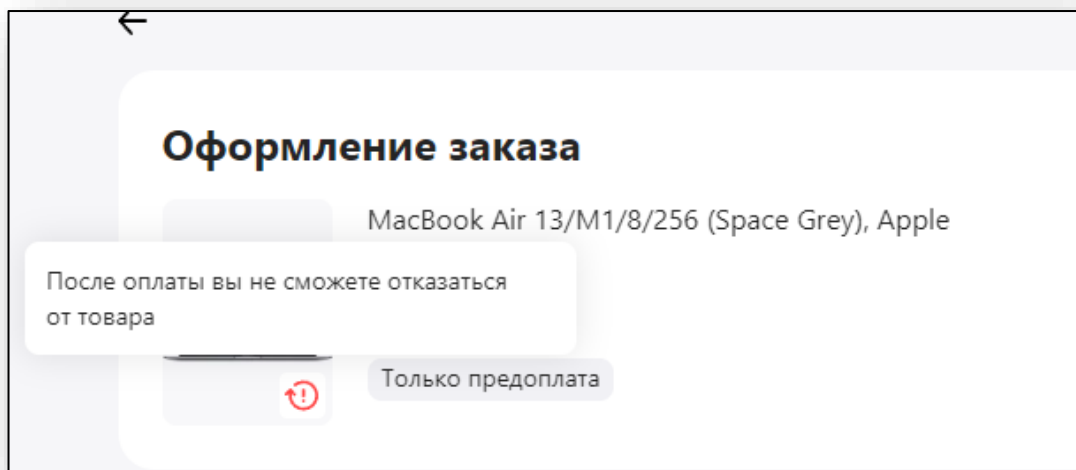 Оформление заказа
MacBook Air 13/M1/8/256 (Space Grey), Apple
После оплаты вы не сможете отказаться
от товара
Только предоплата